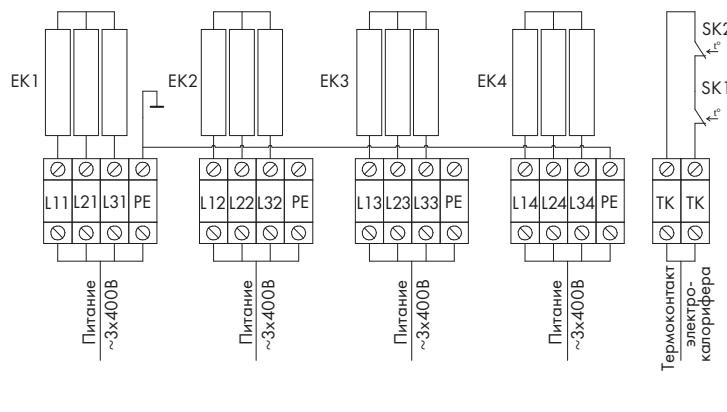 SK2
t°
EK1
EK2
EK3
EK4
SK1
t°
L11 L21 L31 PE
L12 L22 L32 PE
L13 L23 L33 PE
L14 L24 L34 PE
TK TK
Питание
~3x400В
Питание
~3x400В
Питание
~3x400В
Питание
~3x400В
Термоконтакт
электро-
калорифера